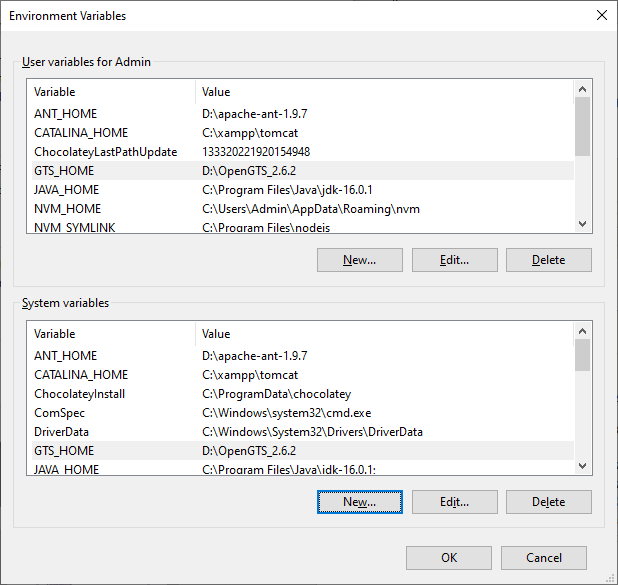 Environment Variables
User variables for Admin
Variable Value
ANT_HOME D:\apache-ant-1.9.7
CATALINA_HOME C:\xampp\tomcat
ChocolateyLastPathUpdate 133320221920154948
GTS_HOME D:\OpenGTS_2.6.2
JAVA_HOME C:\Program Files\Java\jdk-16.0.1
NVM_HOME C:\Users\Admin\AppData\Roaming\nvm
NVM_SYMLINK C:\Program Files\nodejs
New... Edit... Delete
System variables
Variable Value
ANT_HOME D:\apache-ant-1.9.7
CATALINA_HOME C:\xampp\tomcat
ChocolateyInstall C:\ProgramData\chocolatey
ComSpec C:\Windows\system32\cmd.exe
DriverData C:\Windows\System32\Drivers\DriverData
GTS_HOME D:\OpenGTS_2.6.2
JAVA_HOME C:\Program Files\Java\jdk-16.0.1;
New... Edit... Delete
OK Cancel